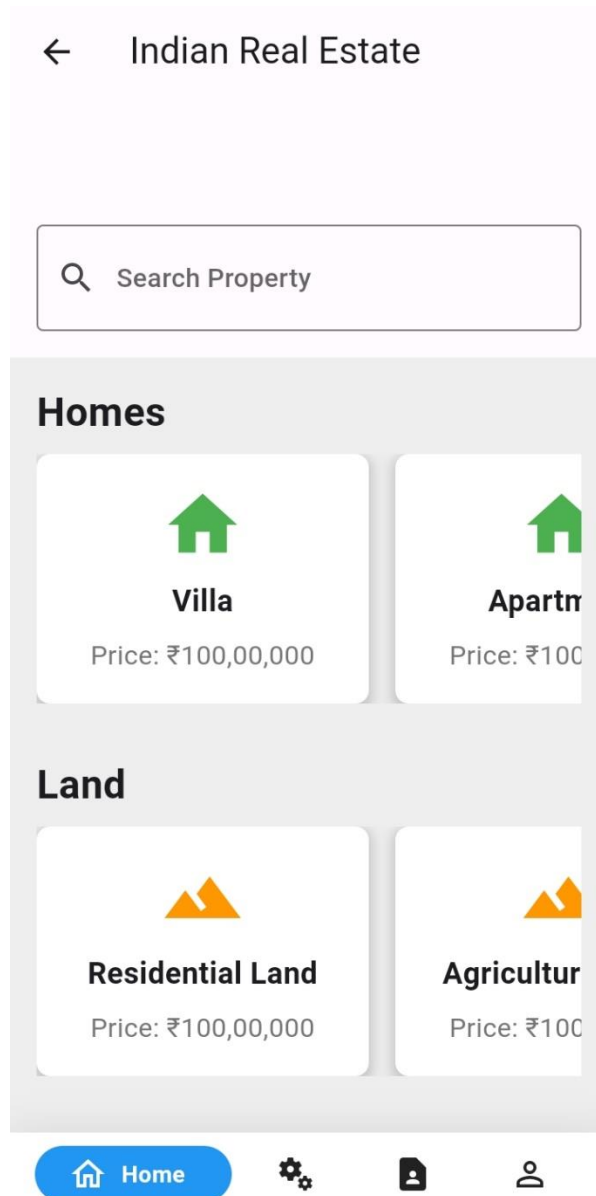 Indian Real Estate
Search Property
Homes
Villa
Apartm
Price: ₹100,00,000
Price: ₹100
Land
Residential Land
Agricultur
Price: ₹100,00,000
Price: ₹100
Home